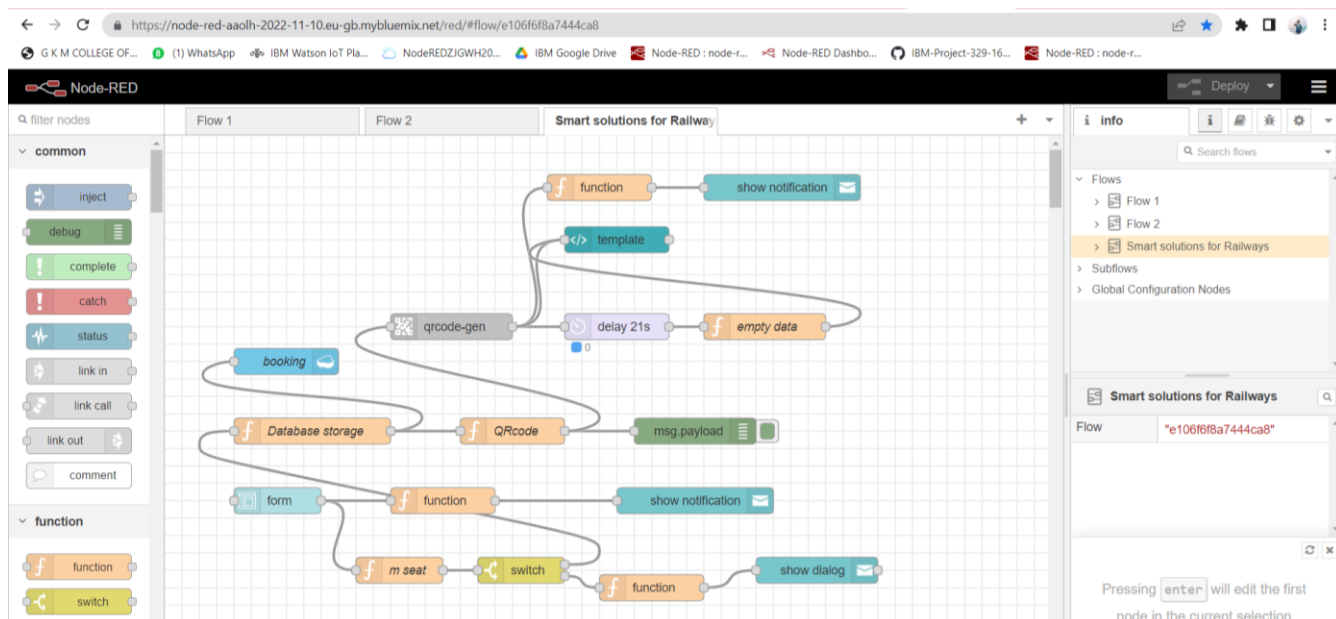 https://node-red-aaolh-2022-11-10.eu-gb.mybluemix.net/red/#flow/e106f6f8a7444ca8
G K M COLLEGE OF... (1) WhatsApp IBM Watson IoT Pla... NodeREDZJGWH20... IBM Google Drive Node-RED : node-r... Node-RED Dashbo... IBM-Project-329-16... Node-RED : node-r...
Node-RED
Deploy
filter nodes
Flow 1
Flow 2
Smart solutions for Railway
info
Search flows
common
inject
debug
complete
catch
status
link in
link call
link out
comment
function
function
switch
function
show notification
template
qrcode-gen
delay 21s
empty data
0
booking
Database storage
QRcode
msg.payload
form
function
show notification
m seat
switch
function
show dialog
Flows
Flow 1
Flow 2
Smart solutions for Railways
Subflows
Global Configuration Nodes
Smart solutions for Railways
Flow "e106f6f8a7444ca8"
Pressing enter will edit the first
node in the current selection